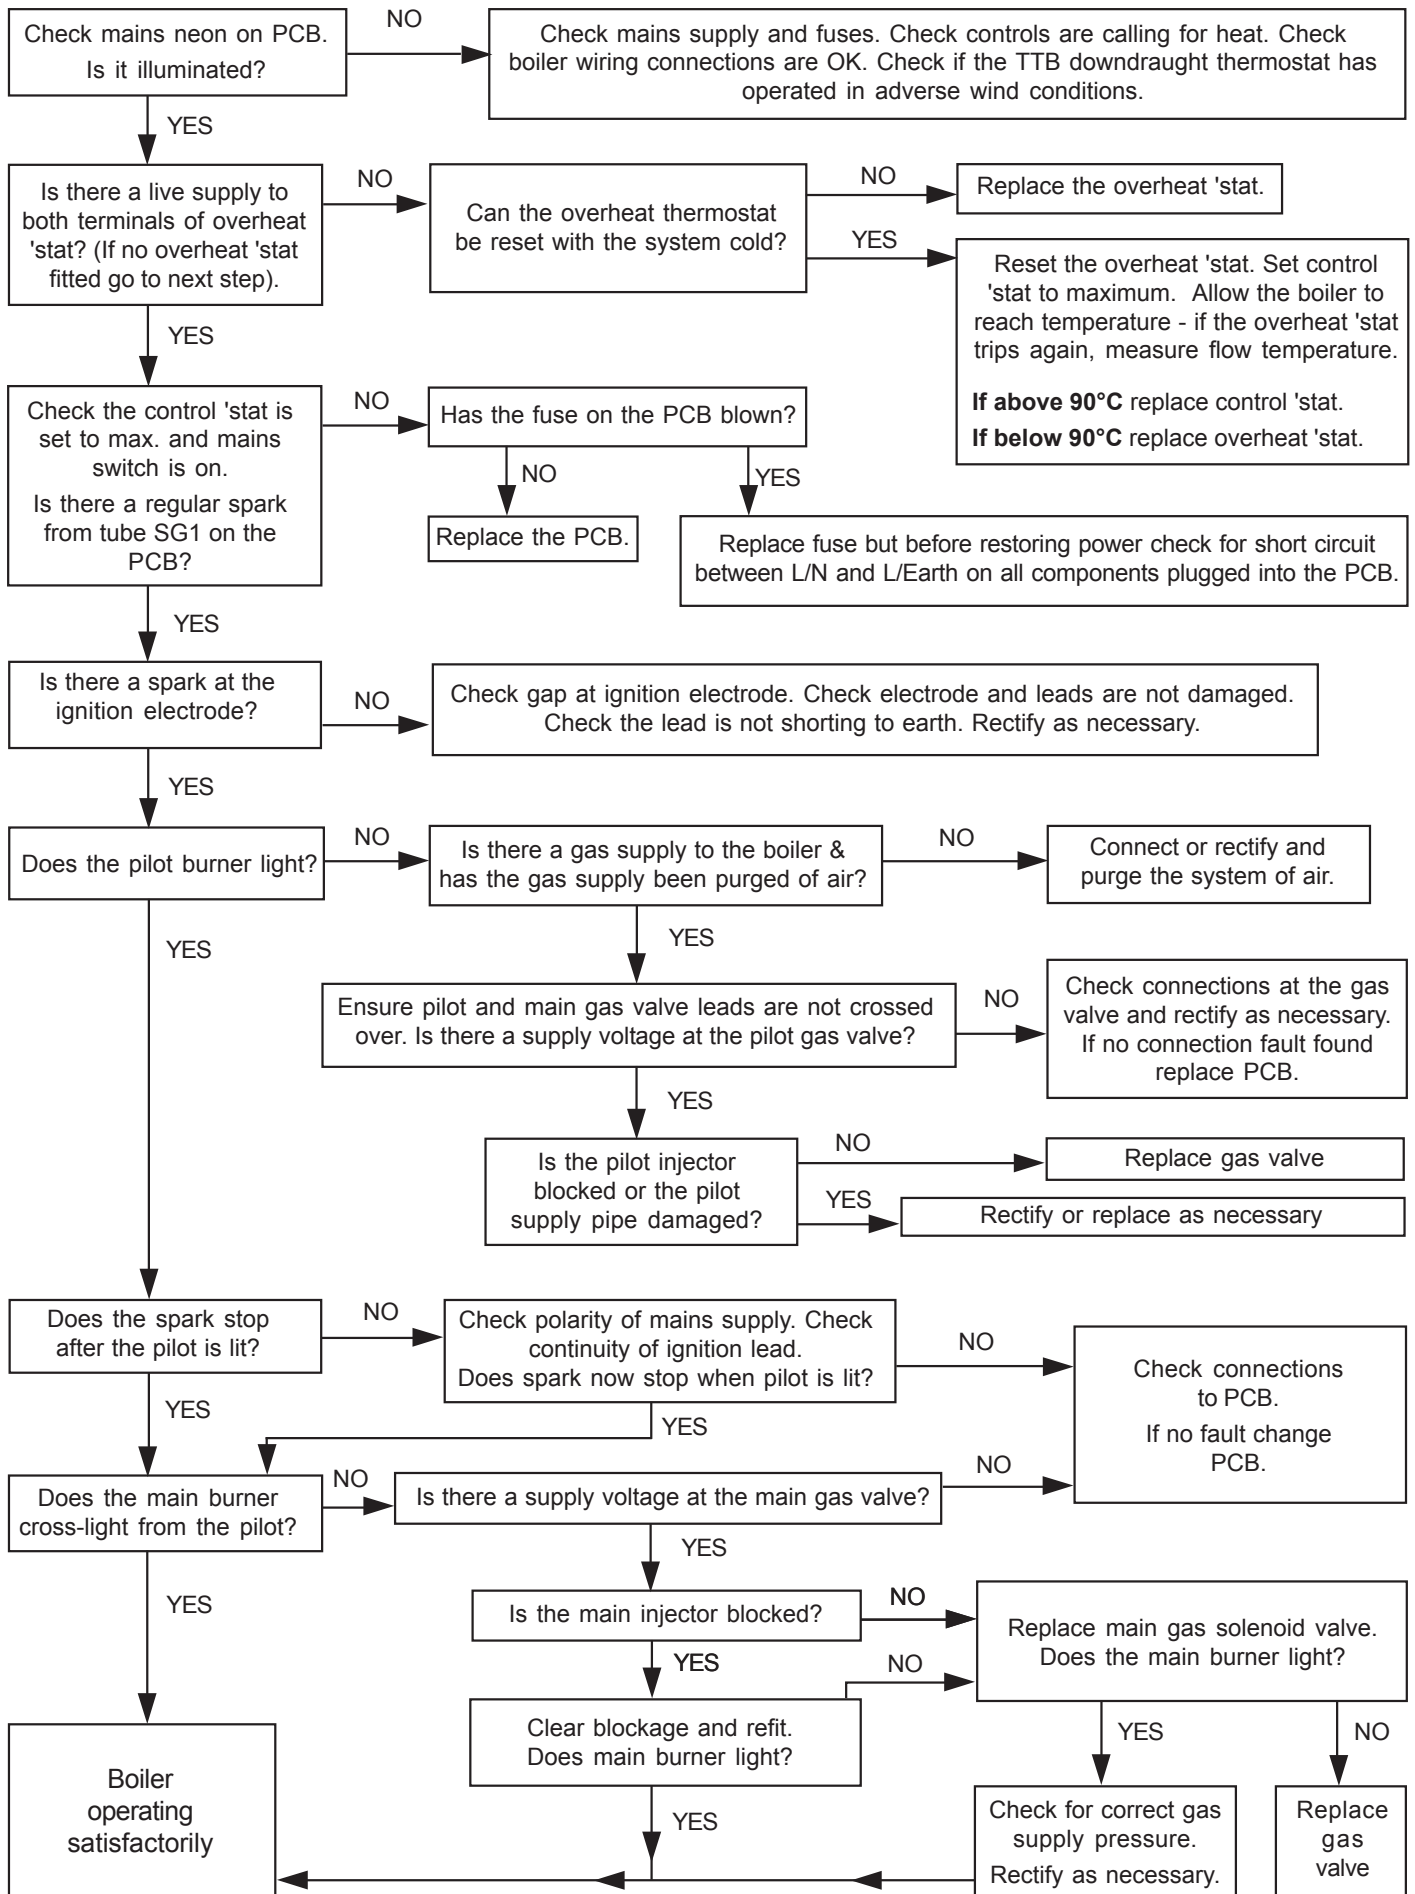 Check mains neon on PCB.
Is it illuminated?
NO
Check mains supply and fuses. Check controls are calling for heat. Check
boiler wiring connections are OK. Check if the TTB downdraught thermostat has
operated in adverse wind conditions.
YES
Is there a live supply to
both terminals of overheat
'stat? (If no overheat 'stat
fitted go to next step).
NO
Can the overheat thermostat
be reset with the system cold?
NO
Replace the overheat 'stat.
YES
Reset the overheat 'stat. Set control
'stat to maximum. Allow the boiler to
reach temperature - if the overheat 'stat
trips again, measure flow temperature.
If above 90°C replace control 'stat.
If below 90°C replace overheat 'stat.
YES
Check the control 'stat is
set to max. and mains
switch is on.
Is there a regular spark
from tube SG1 on the
PCB?
NO
Has the fuse on the PCB blown?
NO
Replace the PCB.
YES
Replace fuse but before restoring power check for short circuit
between L/N and L/Earth on all components plugged into the PCB.
YES
Is there a spark at the
ignition electrode?
NO
Check gap at ignition electrode. Check electrode and leads are not damaged.
Check the lead is not shorting to earth. Rectify as necessary.
YES
Does the pilot burner light?
NO
Is there a gas supply to the boiler &
has the gas supply been purged of air?
NO
Connect or rectify and
purge the system of air.
YES
YES
Ensure pilot and main gas valve leads are not crossed
over. Is there a supply voltage at the pilot gas valve?
NO
Check connections at the gas
valve and rectify as necessary.
If no connection fault found
replace PCB.
YES
Is the pilot injector
blocked or the pilot
supply pipe damaged?
NO
Replace gas valve
YES
Rectify or replace as necessary
Does the spark stop
after the pilot is lit?
NO
Check polarity of mains supply. Check
continuity of ignition lead.
Does spark now stop when pilot is lit?
NO
Check connections
to PCB.
If no fault change
PCB.
YES
YES
Does the main burner
cross-light from the pilot?
NO
Is there a supply voltage at the main gas valve?
NO
YES
YES
Is the main injector blocked?
NO
Replace main gas solenoid valve.
Does the main burner light?
YES
NO
Clear blockage and refit.
Does main burner light?
YES
NO
Boiler
operating
satisfactorily
YES
Check for correct gas
supply pressure.
Rectify as necessary.
Replace
gas
valve